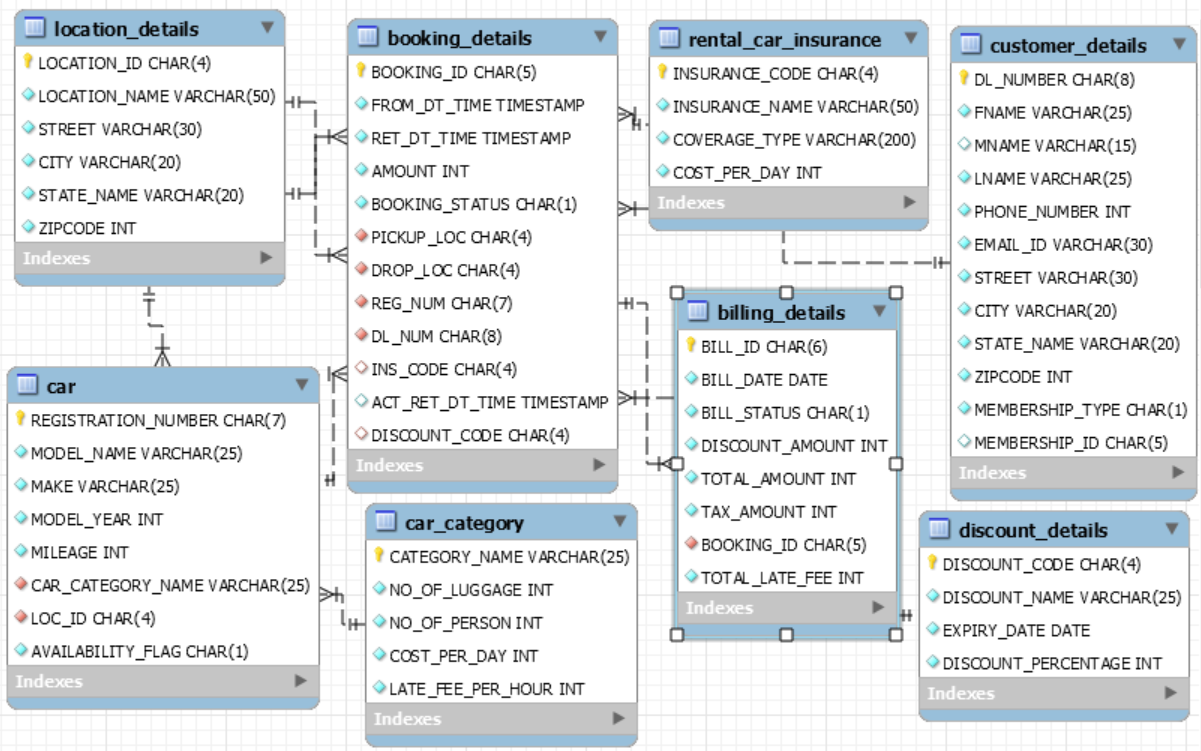 location_details
LOCATION_ID CHAR(4)
LOCATION_NAME VARCHAR(50)
STREET VARCHAR(30)
CITY VARCHAR(20)
STATE_NAME VARCHAR(20)
ZIPCODE INT
Indexes
booking_details
BOOKING_ID CHAR(5)
FROM_DT_TIME TIMESTAMP
RET_DT_TIME TIMESTAMP
AMOUNT INT
BOOKING_STATUS CHAR(1)
PICKUP_LOC CHAR(4)
DROP_LOC CHAR(4)
REG_NUM CHAR(7)
DL_NUM CHAR(8)
INS_CODE CHAR(4)
ACT_RET_DT_TIME TIMESTAMP
DISCOUNT_CODE CHAR(4)
Indexes
rental_car_insurance
INSURANCE_CODE CHAR(4)
INSURANCE_NAME VARCHAR(50)
COVERAGE_TYPE VARCHAR(200)
COST_PER_DAY INT
Indexes
customer_details
DL_NUMBER CHAR(8)
FNAME VARCHAR(25)
MNAME VARCHAR(15)
LNAME VARCHAR(25)
PHONE_NUMBER INT
EMAIL_ID VARCHAR(30)
STREET VARCHAR(30)
CITY VARCHAR(20)
STATE_NAME VARCHAR(20)
ZIPCODE INT
MEMBERSHIP_TYPE CHAR(1)
MEMBERSHIP_ID CHAR(5)
Indexes
car
REGISTRATION_NUMBER CHAR(7)
MODEL_NAME VARCHAR(25)
MAKE VARCHAR(25)
MODEL_YEAR INT
MILEAGE INT
CAR_CATEGORY_NAME VARCHAR(25)
LOC_ID CHAR(4)
AVAILABILITY_FLAG CHAR(1)
Indexes
car_category
CATEGORY_NAME VARCHAR(25)
NO_OF_LUGGAGE INT
NO_OF_PERSON INT
COST_PER_DAY INT
LATE_FEE_PER_HOUR INT
Indexes
billing_details
BILL_ID CHAR(6)
BILL_DATE DATE
BILL_STATUS CHAR(1)
DISCOUNT_AMOUNT INT
TOTAL_AMOUNT INT
TAX_AMOUNT INT
BOOKING_ID CHAR(5)
TOTAL_LATE_FEE INT
Indexes
discount_details
DISCOUNT_CODE CHAR(4)
DISCOUNT_NAME VARCHAR(25)
EXPIRY_DATE DATE
DISCOUNT_PERCENTAGE INT
Indexes